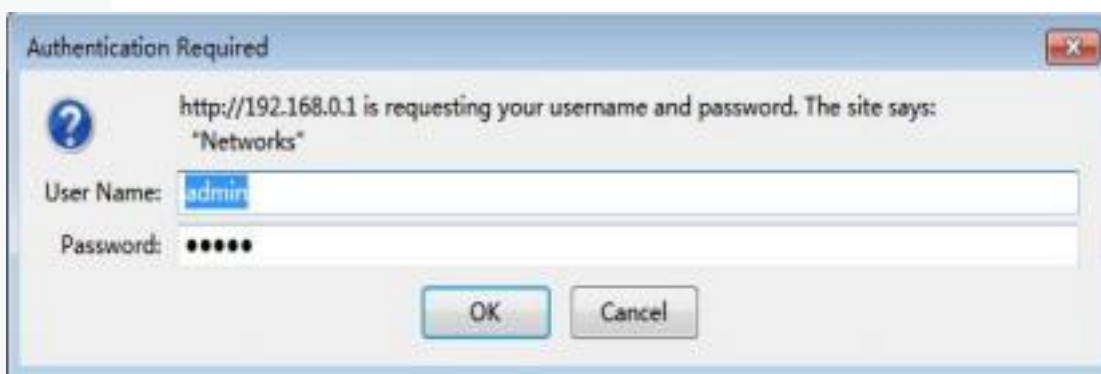 Authentication Required
http://192.168.0.1 is requesting your username and password. The site says:
"Networks"
User Name: admin
Password: •••••
OK Cancel